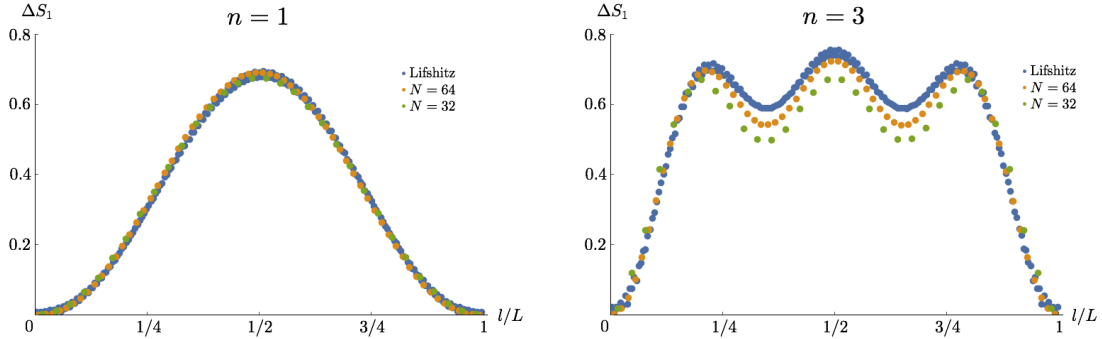 ΔS₁
n = 1
0.8
0.6
0.4
0.2
0
1/4
1/2
3/4
1
l/L
Lifshitz
N = 64
N = 32
ΔS₁
n = 3
0.8
0.6
0.4
0.2
0
1/4
1/2
3/4
1
l/L
Lifshitz
N = 64
N = 32